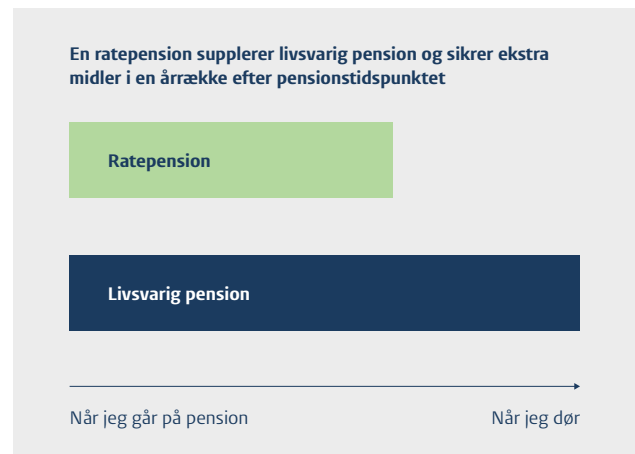 En ratepension supplerer livsvarig pension og sikrer ekstra
midler i en årrække efter pensionstidspunktet
Ratepension
Livsvarig pension
Når jeg går på pension
Når jeg dør